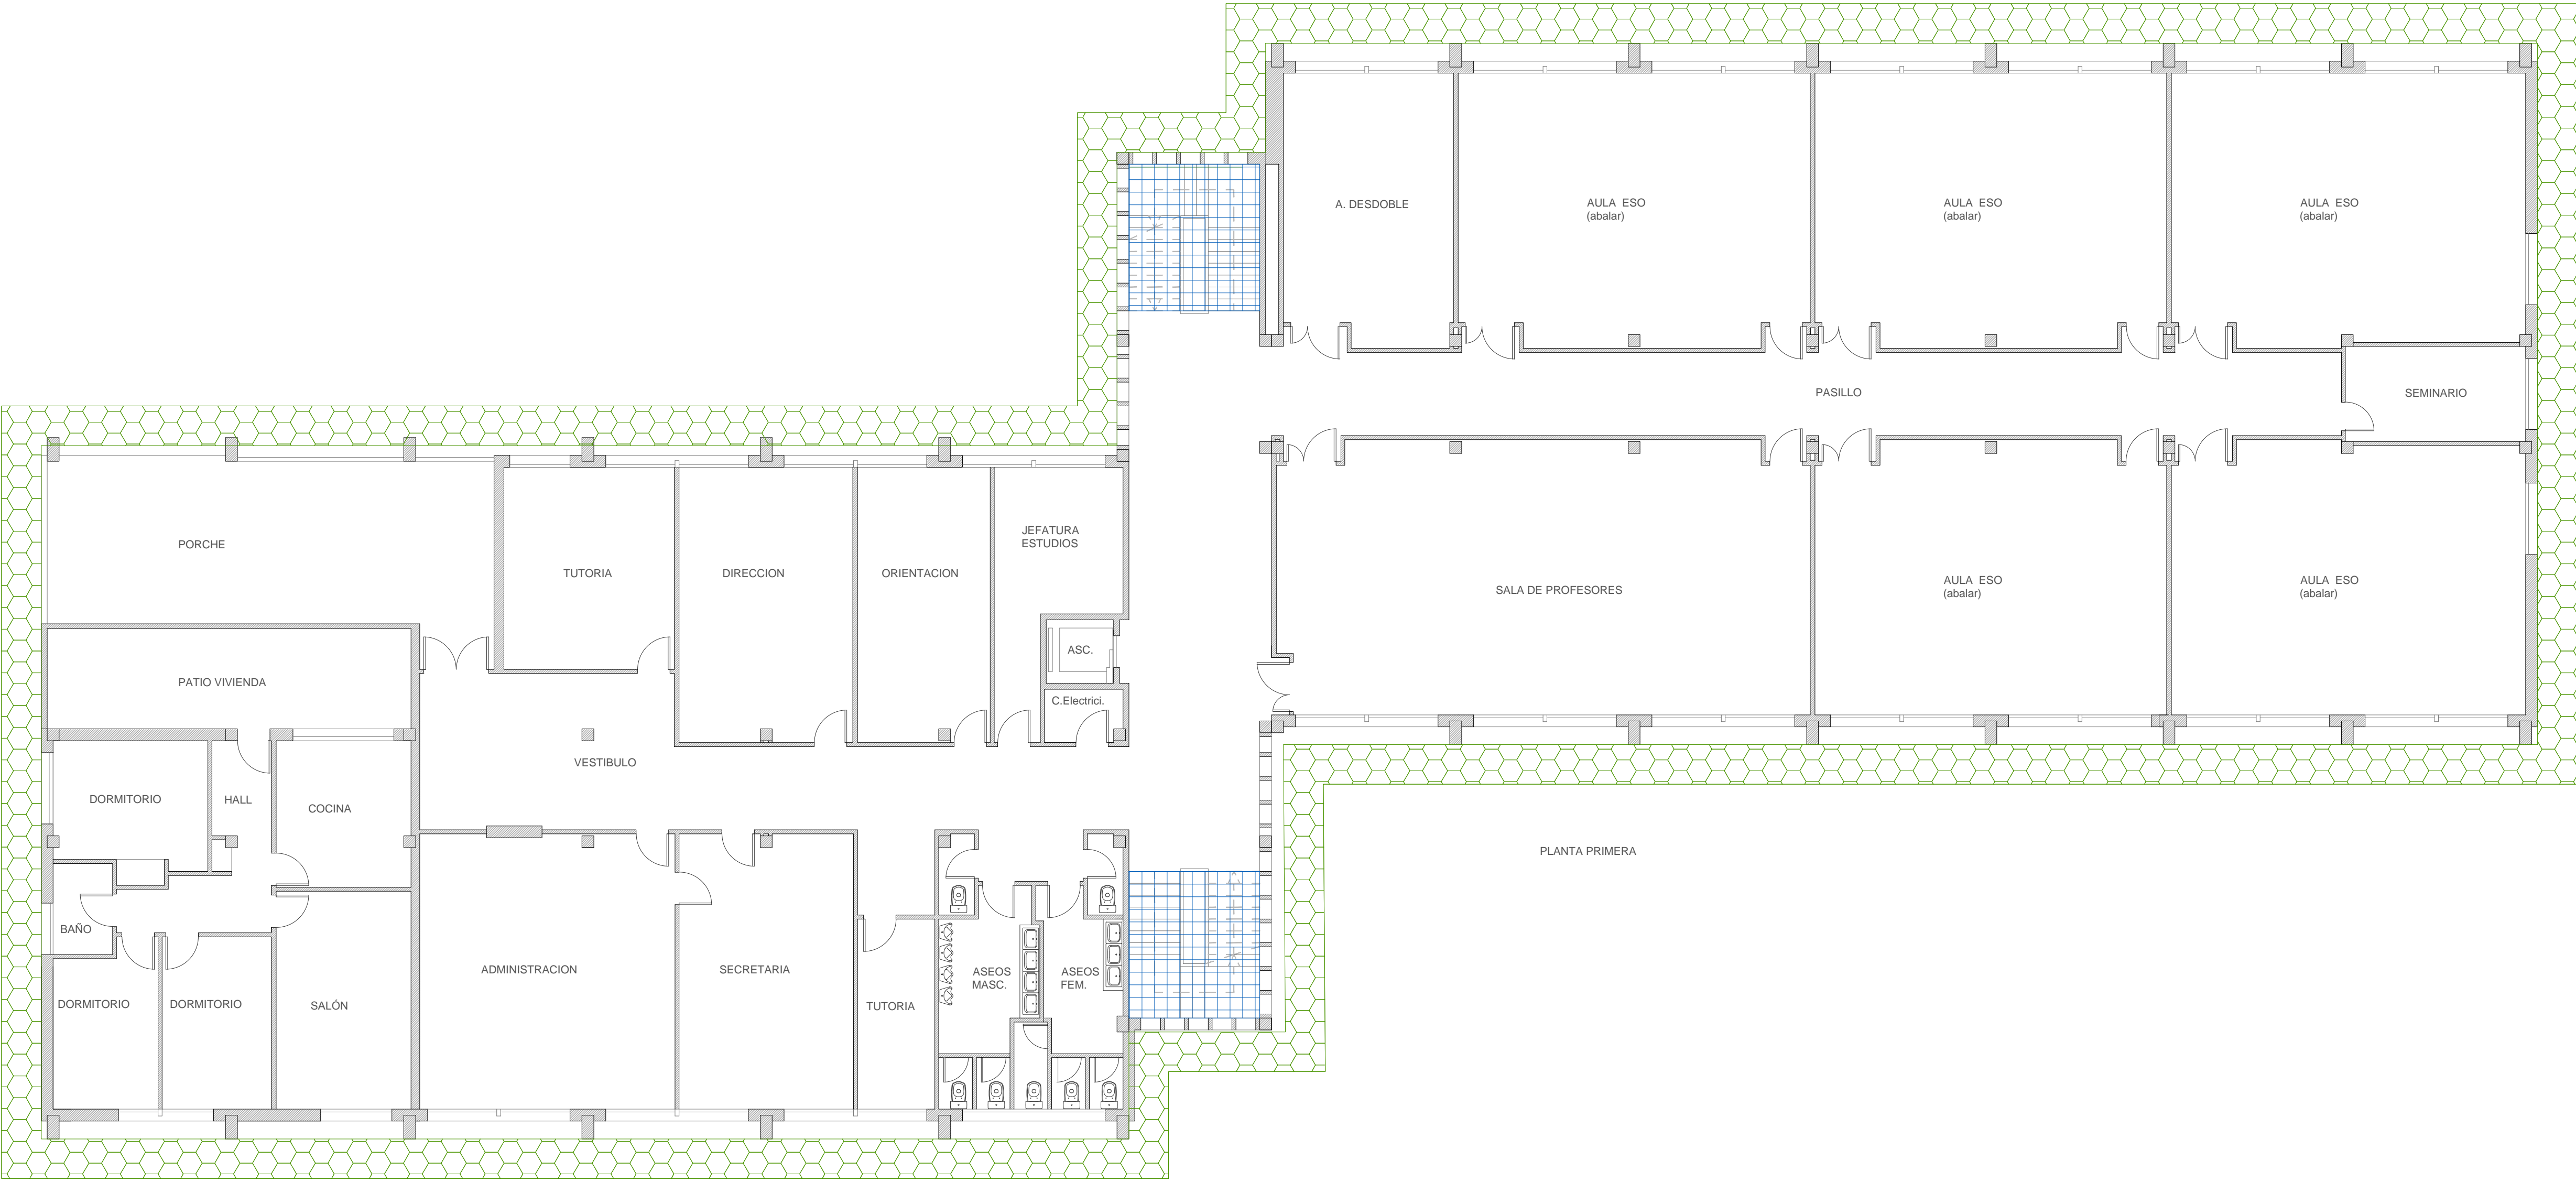 A. DESDOBLE
AULA ESO
(abalar)
AULA ESO
(abalar)
AULA ESO
(abalar)
PASILLO
SEMINARIO
PORCHE
TUTORIA
DIRECCION
ORIENTACION
JEFATURA
ESTUDIOS
SALA DE PROFESORES
AULA ESO
(abalar)
AULA ESO
(abalar)
ASC.
PATIO VIVIENDA
C.Electrici.
VESTIBULO
DORMITORIO
HALL
COCINA
PLANTA PRIMERA
BAÑO
ADMINISTRACION
SECRETARIA
ASEOS
MASC.
ASEOS
FEM.
DORMITORIO
DORMITORIO
SALÓN
TUTORIA